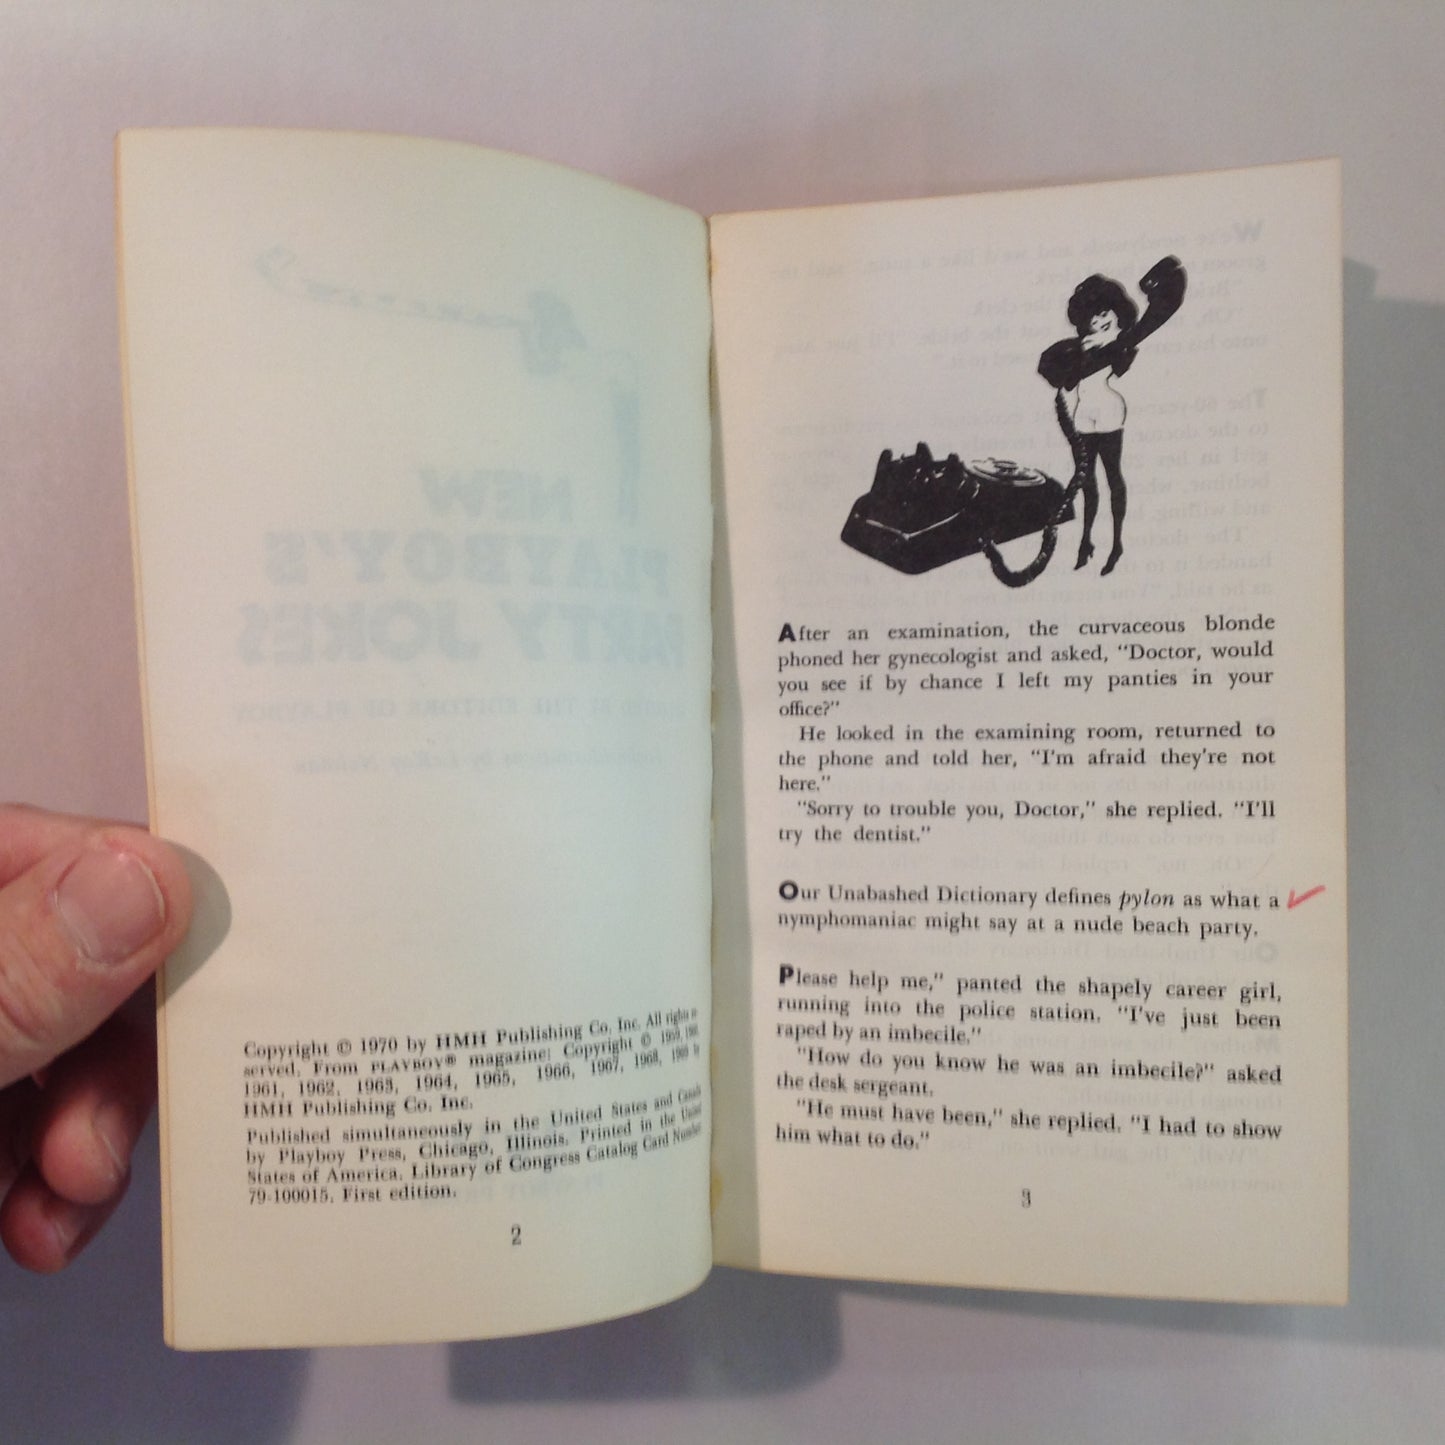 Copyright © 1970 by HMH Publishing Co. Inc. All rights re
served. From PLAYBOY® magazine; Copyright © 1959, 1960,
1961, 1962, 1963, 1964, 1965, 1966, 1967, 1968, 1969 by
HMH Publishing Co. Inc.
Published simultaneously in the United States and Canada
by Playboy Press, Chicago, Illinois. Printed in the United
States of America. Library of Congress Catalog Card Number
79-100015. First edition.
2
After an examination, the curvaceous blonde
phoned her gynecologist and asked, "Doctor, would
you see if by chance I left my panties in your
office?"
He looked in the examining room, returned to
the phone and told her, "I'm afraid they're not
here."
"Sorry to trouble you, Doctor," she replied. "I'll
try the dentist."
Our Unabashed Dictionary defines pylon as what a
nymphomaniac might say at a nude beach party.
Please help me," panted the shapely career girl,
running into the police station. "I've just been
raped by an imbecile."
"How do you know he was an imbecile?" asked
the desk sergeant.
"He must have been," she replied. "I had to show
him what to do."
3